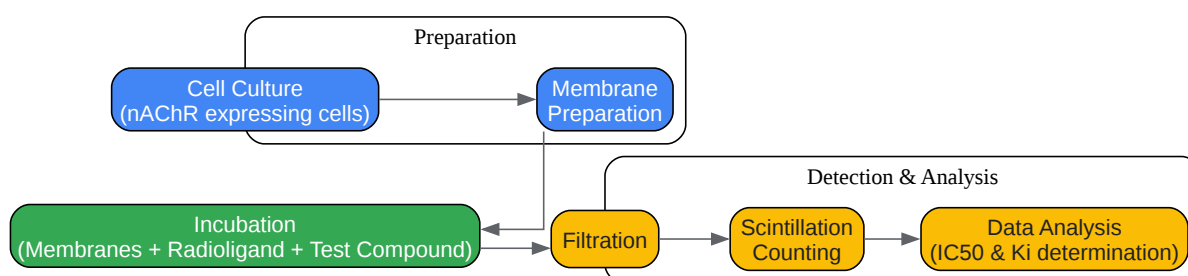 Preparation
Cell Culture
(nAChR expressing cells)
Membrane
Preparation
Detection & Analysis
Incubation
(Membranes + Radioligand + Test Compound)
Filtration
Scintillation
Counting
Data Analysis
(IC50 & Ki determination)